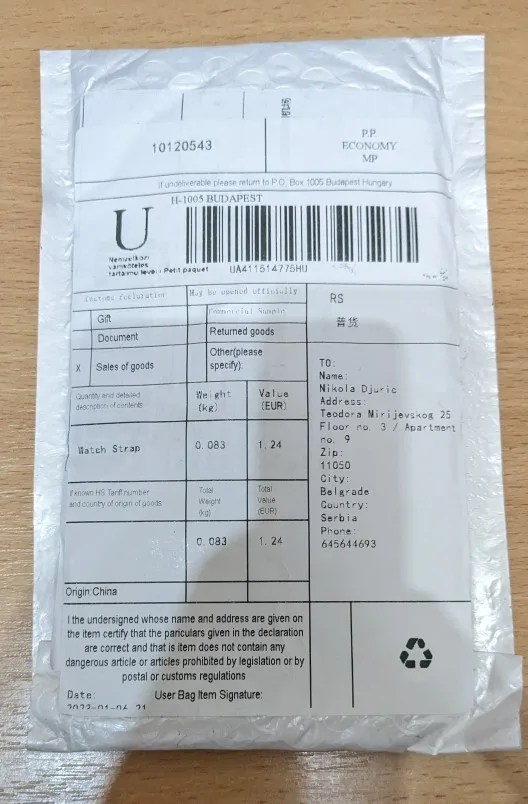 10120543
P.P.
ECONOMY
MP
If undeliverable please return to P.O. Box 1005 Budapest Hungary
H-1005 BUDAPEST
U
UA411514775HU
Petit paquet
Customs declaration
May be opened officially
Gift
Commercial Sample
Document
Returned goods
X Sales of goods
Other(please
specify):
Quantity and detailed
description of contents
Weight
(kg)
Value
(EUR)
Watch Strap
0.083
1.24
If known HS Tariff number
and country of origin of goods
Total
Weight
(kg)
Total
Value
(EUR)
0.083
1.24
Origin:China
RS
普货
TO:
Name:
Nikola Djuric
Address:
Teodora Mirijevskog 25
Floor no. 3 / Apartment
no. 9
Zip:
11050
City:
Belgrade
Country:
Serbia
Phone:
645644693
I the undersigned whose name and address are given on
the item certify that the pariculars given in the declaration
are correct and that is item does not contain any
dangerous article or articles prohibited by legislation or by
postal or customs regulations
Date:
User Bag Item Signature: